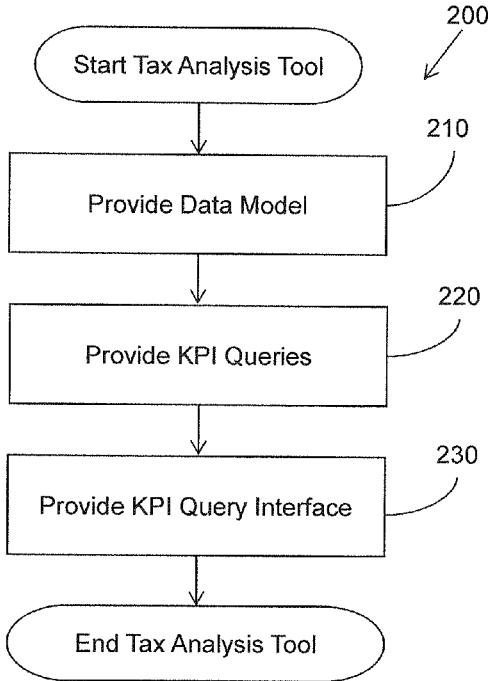 200
Start Tax Analysis Tool
210
Provide Data Model
220
Provide KPI Queries
230
Provide KPI Query Interface
End Tax Analysis Tool